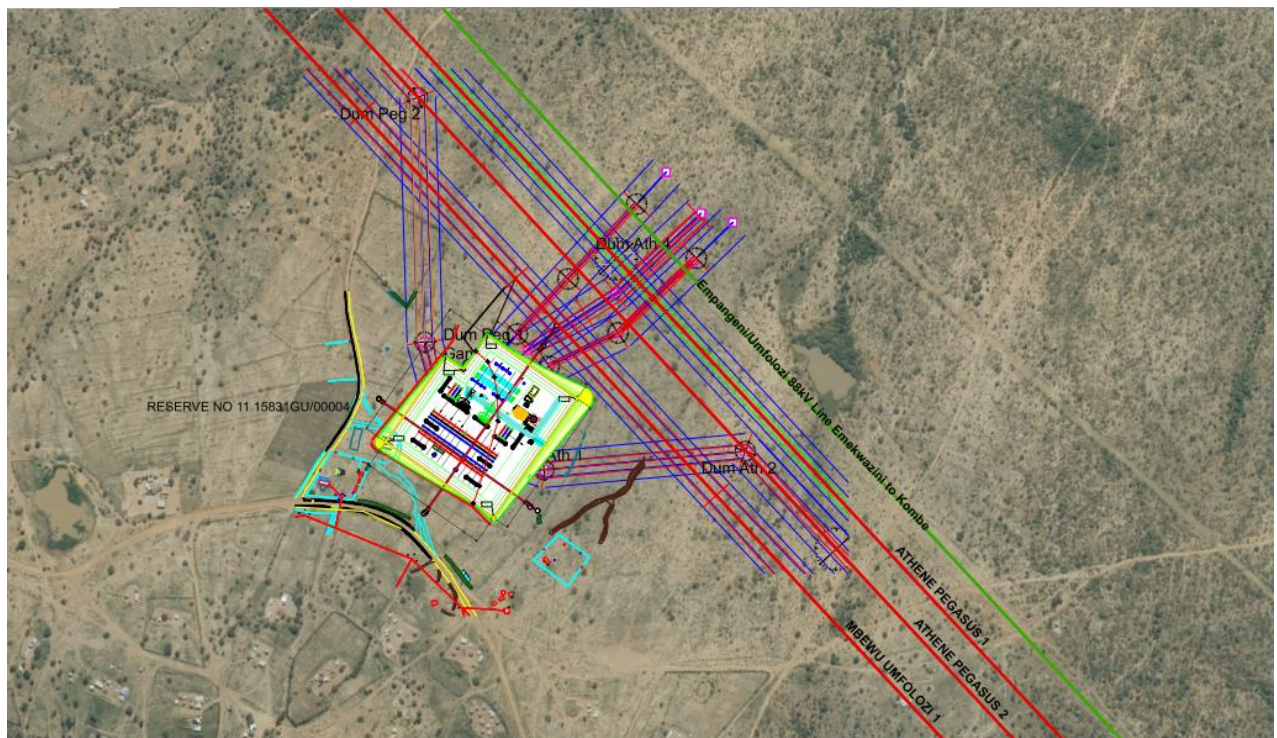 Dum Peg 2
Dum Ath 4
Dum Peg 1
RESERVE NO 11 15831GU/00004
Ath 1
Dum Ath 2
Empangeni/Umfolozi 88kV Line Emekwazini to Kombe
ATHENE PEGASUS 1
ATHENE PEGASUS 2
MBEWU UMFOLOZI 1